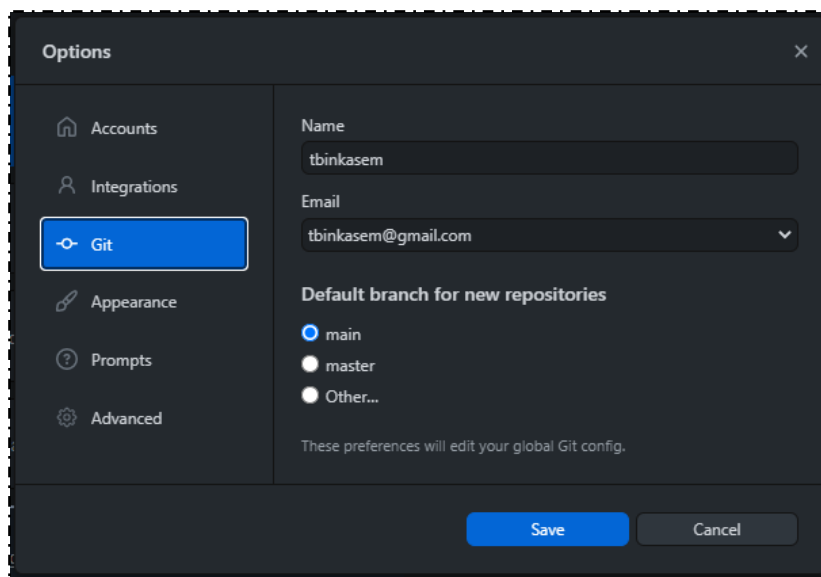 Options
Accounts
Integrations
Git
Appearance
Prompts
Advanced
Name
tbinkasem
Email
tbinkasem@gmail.com
Default branch for new repositories
main
master
Other...
These preferences will edit your global Git config.
Save
Cancel